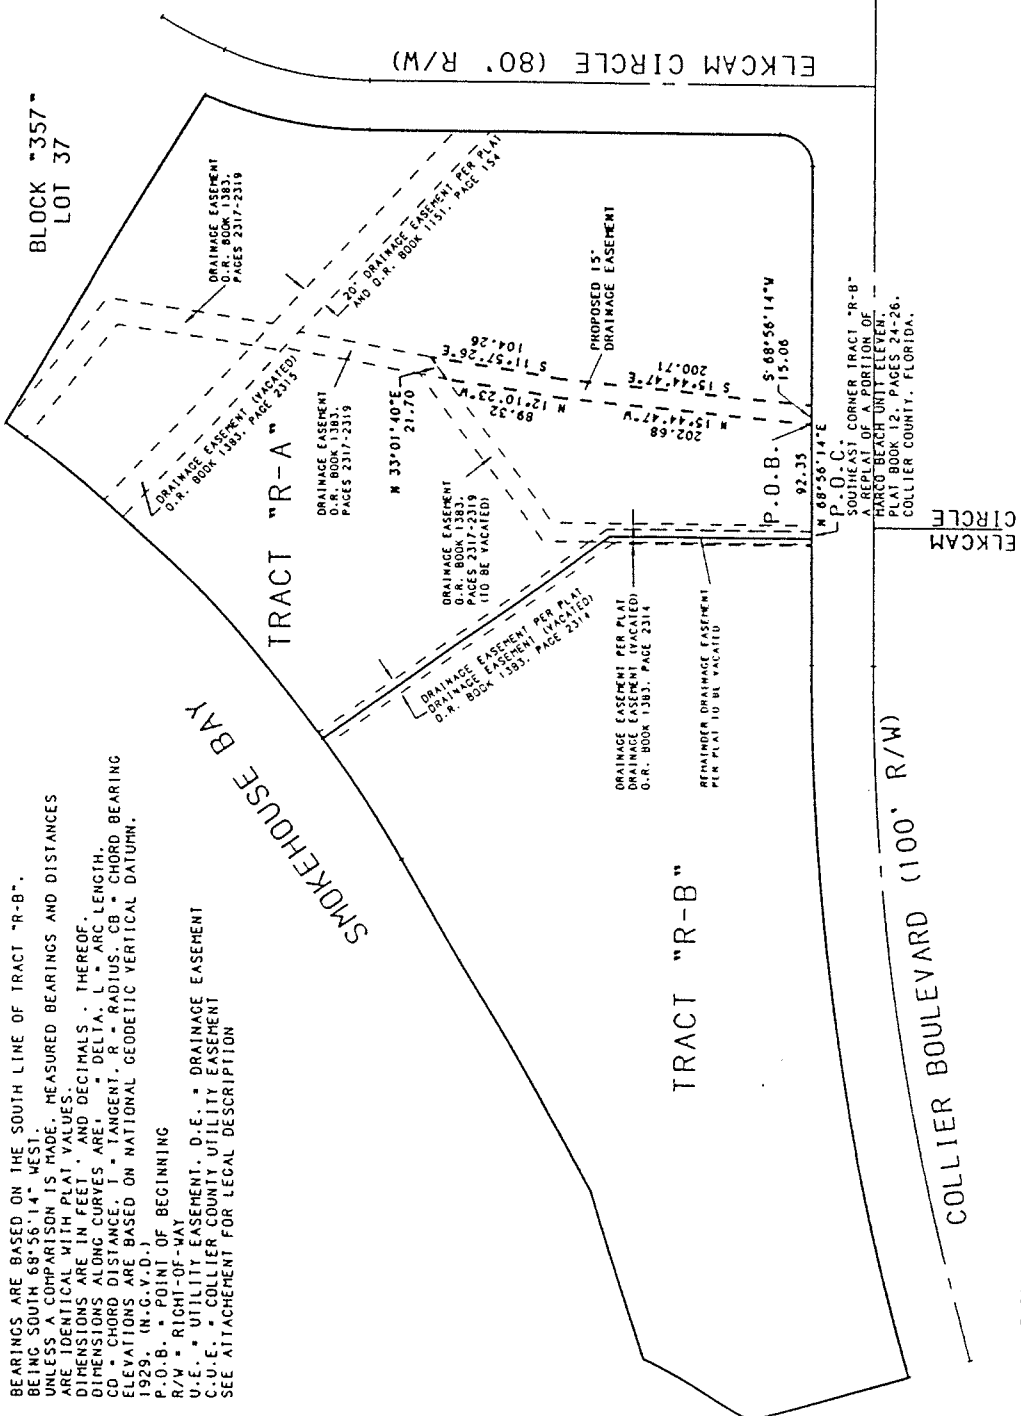 BEARINGS ARE BASED ON THE SOUTH LINE OF TRACT "R-B".
BEING SOUTH 68°56'14" WEST.
UNLESS A COMPARISON IS MADE, MEASURED BEARINGS AND DISTANCES
ARE IDENTICAL WITH PLAT VALUES.
DIMENSIONS ARE IN FEET ' AND DECIMALS . THEREOF.
DIMENSIONS ALONG CURVES ARE: = DELTA, L = ARC LENGTH,
CD = CHORD DISTANCE, T = TANGENT, R = RADIUS, CB = CHORD BEARING
ELEVATIONS ARE BASED ON NATIONAL GEODETIC VERTICAL DATUMN.
1929. (N.G.V.D.)
P.O.B. = POINT OF BEGINNING
R/W = RIGHT-OF-WAY
U.E. = UTILITY EASEMENT. D.E. = DRAINAGE EASEMENT
C.U.E. = COLLIER COUNTY UTILITY EASEMENT
SEE ATTACHEMENT FOR LEGAL DESCRIPTION
BLOCK "357"
LOT 37
DRAINAGE EASEMENT
O.R. BOOK 1383,
PAGES 2317-2319
20' DRAINAGE EASEMENT PER PLAT
AND O.R. BOOK 1151, PAGE 154
ELKCAM CIRCLE (80' R/W)
DRAINAGE EASEMENT (VACATED)
O.R. BOOK 1383, PAGE 2315
TRACT "R-A"
DRAINAGE EASEMENT
O.R. BOOK 1383,
PAGES 2317-2319
N 33°01'40"E
21.70
S 11°57'26"E
104.26
N 12°10'23"W
89.32
PROPOSED 15'
DRAINAGE EASEMENT
S 15°44'47"E
200.71
N 15°44'47"W
202.68
S 68°56'14"W
15.06
DRAINAGE EASEMENT
O.R. BOOK 1383,
PAGES 2317-2319
(TO BE VACATED)
P.O.B.
92.35
N 68°56'14"E
P.O.C.
SOUTHEAST CORNER TRACT "R-B"
A REPLAT OF A PORTION OF
MARCO BEACH UNIT ELEVEN,
PLAT BOOK 12, PAGES 24-26,
COLLIER COUNTY, FLORIDA.
ELKCAM
CIRCLE
SMOKEHOUSE BAY
DRAINAGE EASEMENT PER PLAT
DRAINAGE EASEMENT (VACATED)
O.R. BOOK 1383, PAGE 2314
DRAINAGE EASEMENT PER PLAT
DRAINAGE EASEMENT (VACATED)
O.R. BOOK 1383, PAGE 2314
REMAINDER DRAINAGE EASEMENT
PER PLAT TO BE VACATED
TRACT "R-B"
COLLIER BOULEVARD (100' R/W)